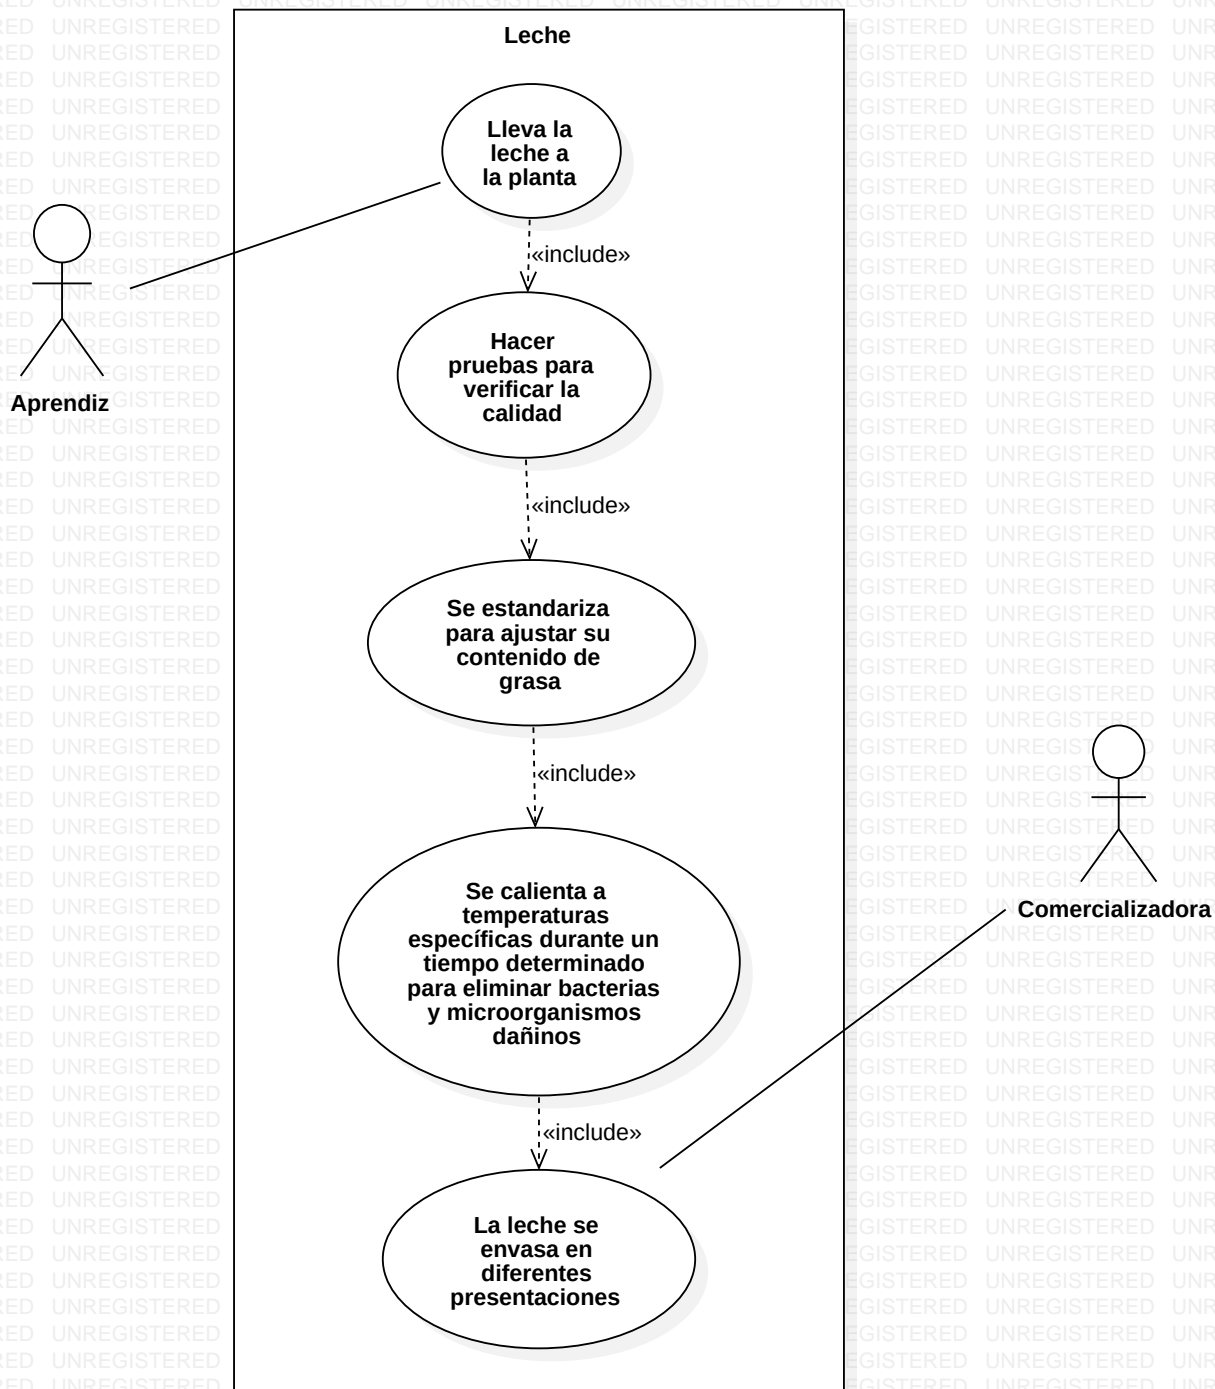 Leche
Lleva la
leche a
la planta
«include»
Hacer
pruebas para
verificar la
calidad
Aprendiz
«include»
Se estandariza
para ajustar su
contenido de
grasa
«include»
Se calienta a
temperaturas
específicas durante un
tiempo determinado
para eliminar bacterias
y microorganismos
dañinos
Comercializadora
«include»
La leche se
envasa en
diferentes
presentaciones
UNREGISTERED